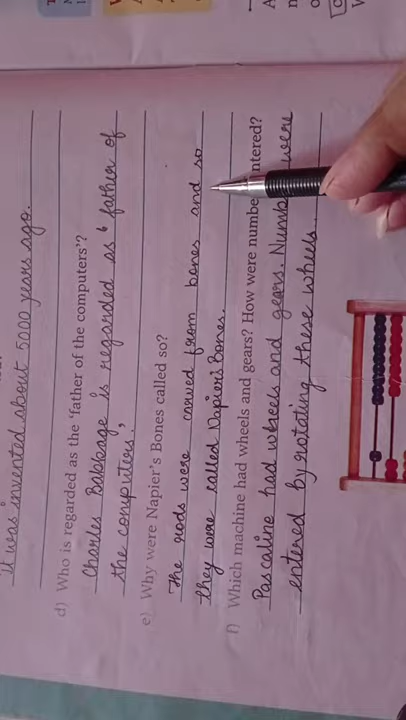 it was invented about 5000 years ago.
d) Who is regarded as the 'father of the computers'?
Charles Babbage is regarded as 'father of
the computers.'
e) Why were Napier's Bones called so?
The rods were carved from bones and so
they were called Napier's Bones.
f) Which machine had wheels and gears? How were numbe ntered?
Pascaline had wheels and gears. Numb were
entered by rotating these wheels.